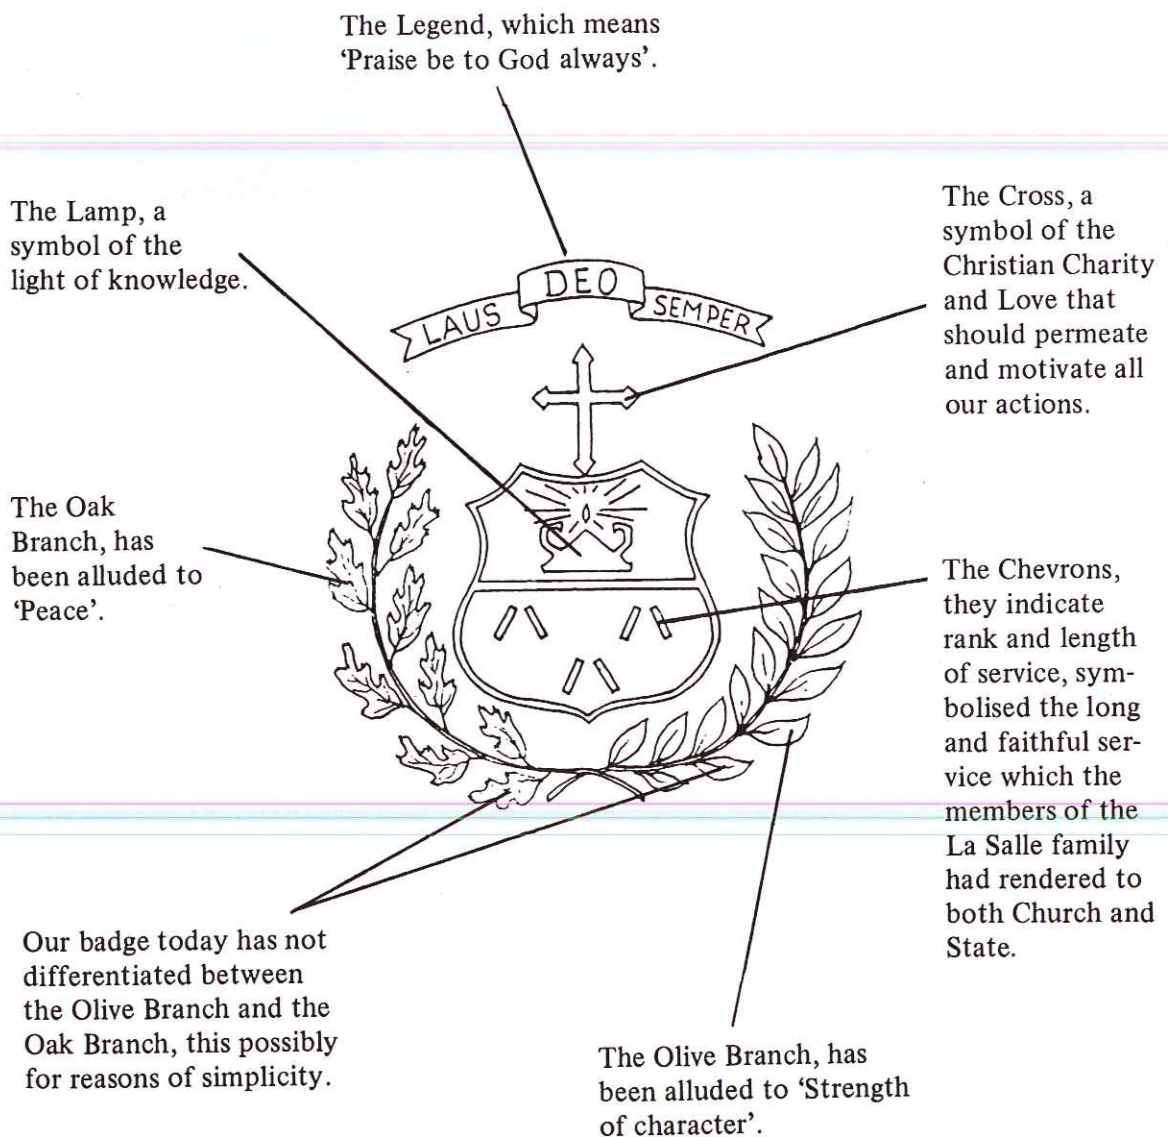 The Legend, which means
‘Praise be to God always’.
The Lamp, a
symbol of the
light of knowledge.
The Cross, a
symbol of the
Christian Charity
and Love that
should permeate
and motivate all
our actions.
LAUS DEO SEMPER
The Oak
Branch, has
been alluded to
‘Peace’.
The Chevrons,
they indicate
rank and length
of service, sym-
bolised the long
and faithful ser-
vice which the
members of the
La Salle family
had rendered to
both Church and
State.
Our badge today has not
differentiated between
the Olive Branch and the
Oak Branch, this possibly
for reasons of simplicity.
The Olive Branch, has
been alluded to ‘Strength
of character’.